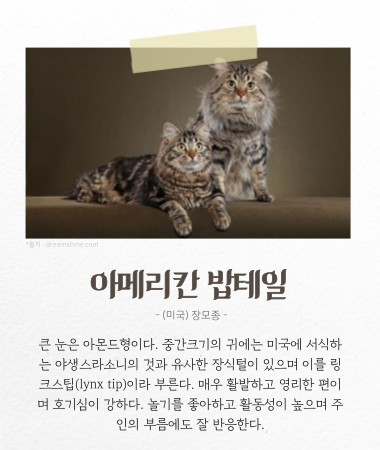 *출처 : dreamstime.com
아메리칸 밥테일
- (미국) 장모종 -
큰 눈은 아몬드형이다. 중간크기의 귀에는 미국에 서식하
는 야생스라소니의 것과 유사한 장식털이 있으며 이를 링
크스팁(lynx tip)이라 부른다. 매우 활발하고 영리한 편이
며 호기심이 강하다. 놀기를 좋아하고 활동성이 높으며 주
인의 부름에도 잘 반응한다.